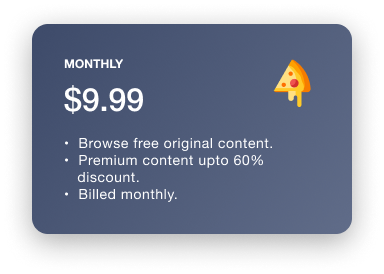 MONTHLY
$9.99
• Browse free original content.
• Premium content upto 60%
discount.
• Billed monthly.